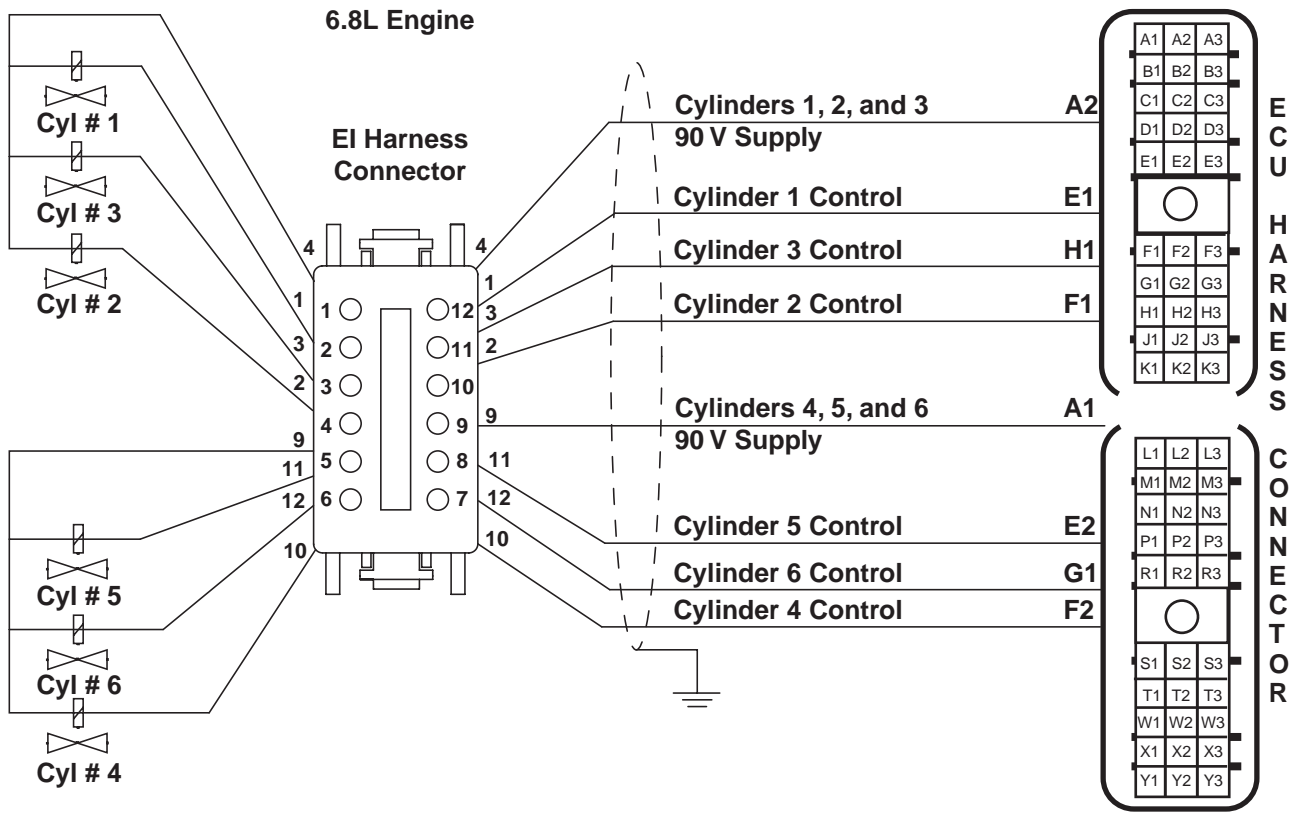 6.8L Engine
Cyl # 1
Cyl # 3
Cyl # 2
Cyl # 5
Cyl # 6
Cyl # 4
4
1
3
2
9
11
12
10
EI Harness
Connector
1 12
2 11
3 10
4 9
5 8
6 7
4
1
3
2
9
11
12
10
Cylinders 1, 2, and 3 A2
90 V Supply
Cylinder 1 Control E1
Cylinder 3 Control H1
Cylinder 2 Control F1
Cylinders 4, 5, and 6 A1
90 V Supply
Cylinder 5 Control E2
Cylinder 6 Control G1
Cylinder 4 Control F2
A1 A2 A3
B1 B2 B3
C1 C2 C3
D1 D2 D3
E1 E2 E3
F1 F2 F3
G1 G2 G3
H1 H2 H3
J1 J2 J3
K1 K2 K3
L1 L2 L3
M1 M2 M3
N1 N2 N3
P1 P2 P3
R1 R2 R3
S1 S2 S3
T1 T2 T3
W1 W2 W3
X1 X2 X3
Y1 Y2 Y3
ECU HARNESS CONNECTOR